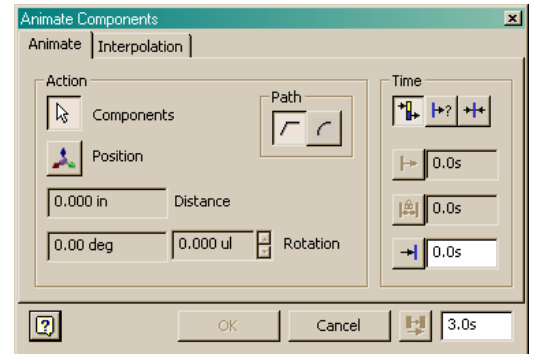 Animate Components
Animate Interpolation
Action
Path
Time
Components
Position
0.000 in Distance
0.00 deg 0.000 ul Rotation
?
0.0s
0.0s
0.0s
? OK Cancel 3.0s